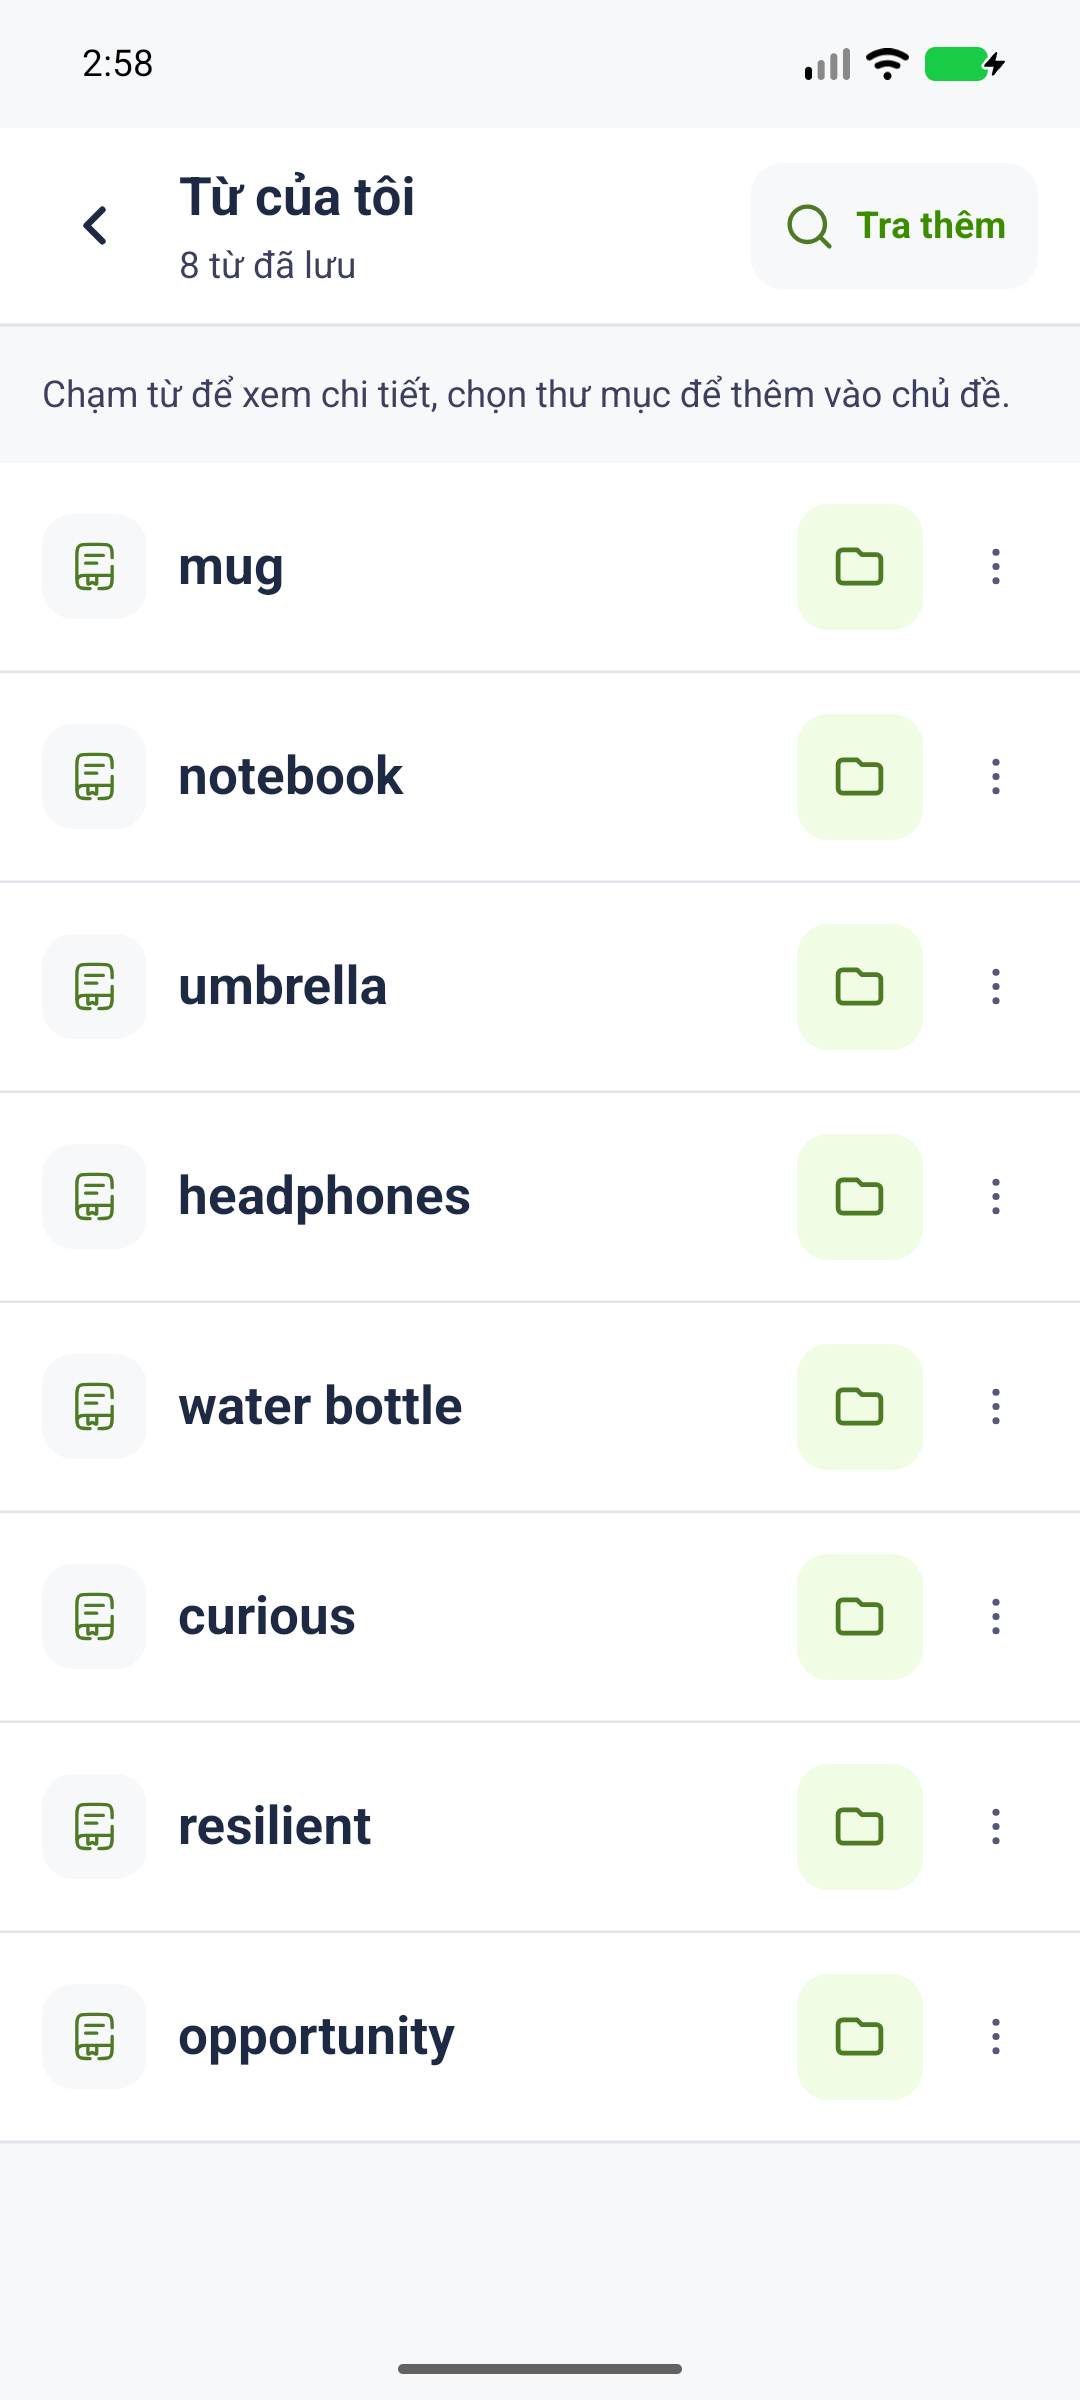 2:58
Từ của tôi
8 từ đã lưu
Tra thêm
Chạm từ để xem chi tiết, chọn thư mục để thêm vào chủ đề.
mug
notebook
umbrella
headphones
water bottle
curious
resilient
opportunity